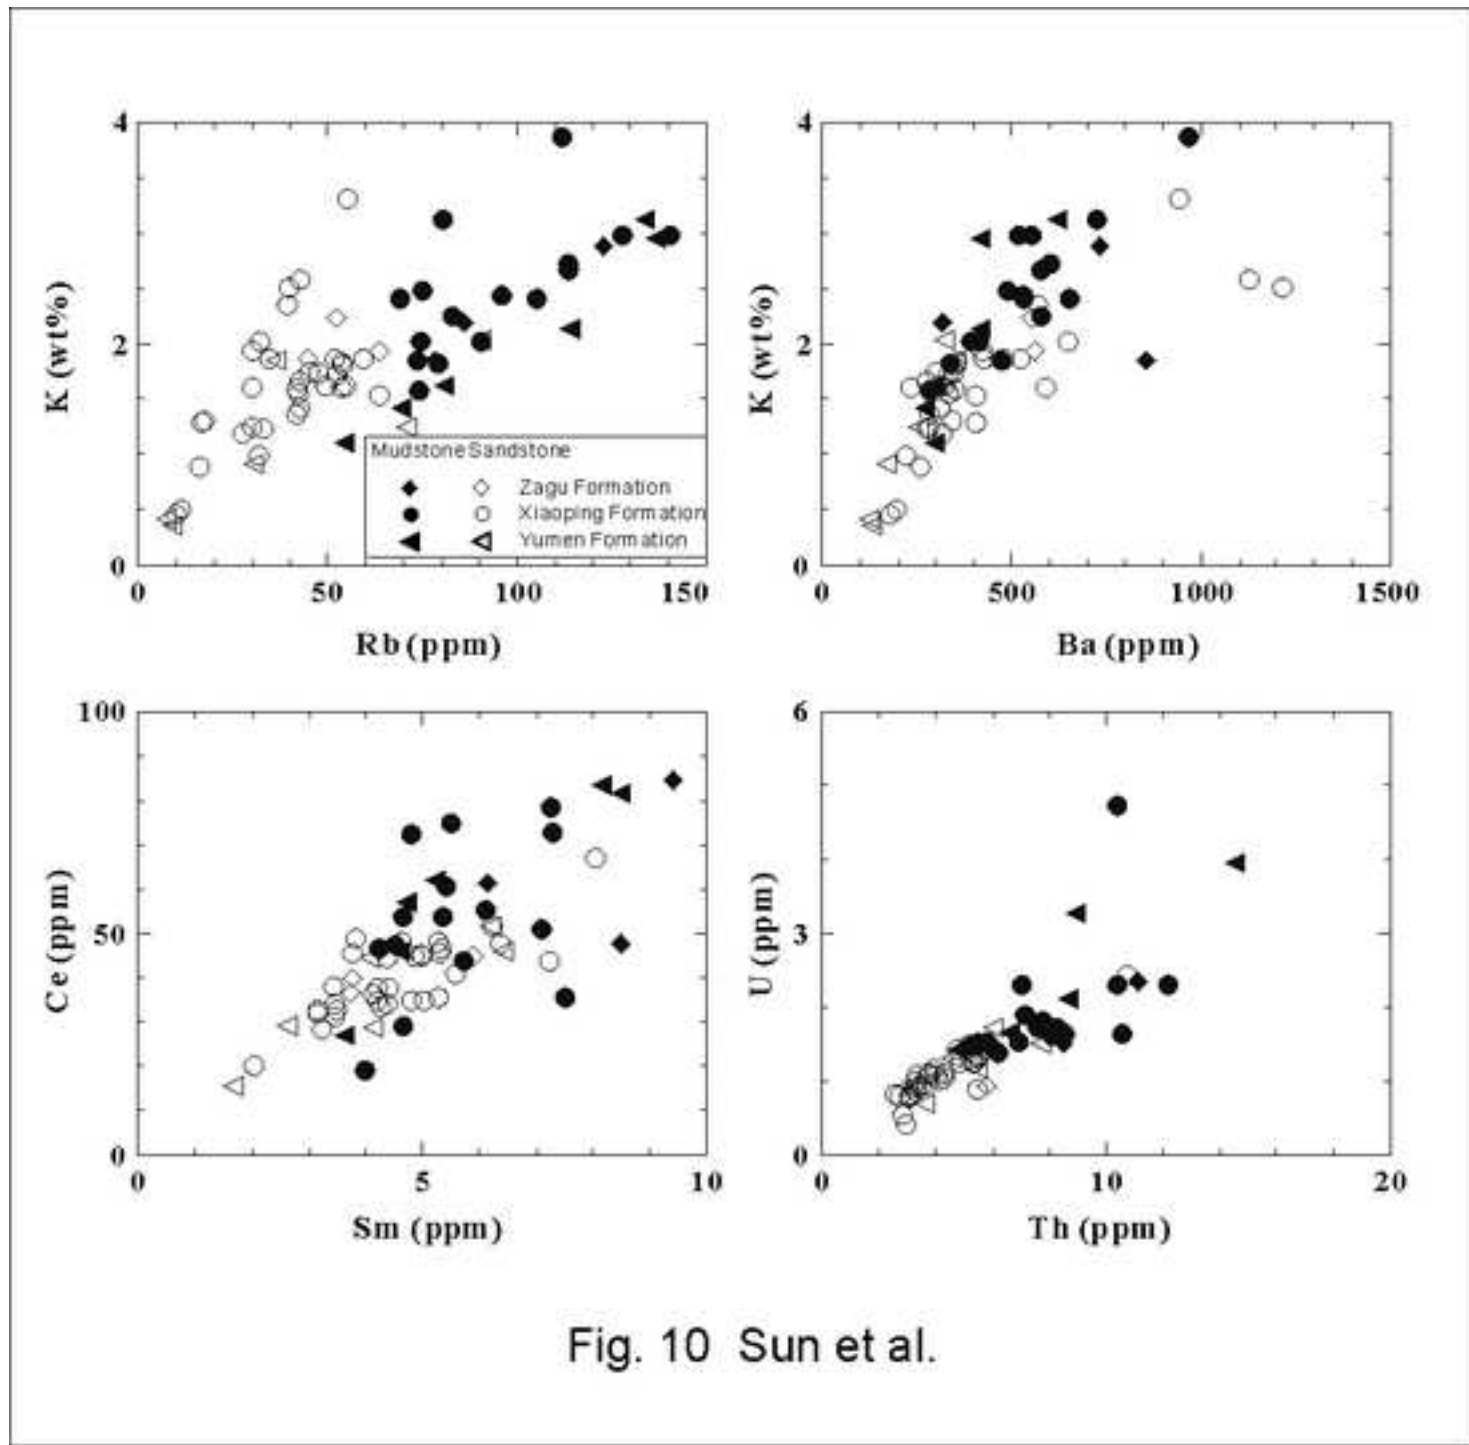 4
2
0
K (wt%)
0
50
100
150
Rb (ppm)
Mudstone Sandstone
Zagu Formation
Xiaoping Formation
Yumen Formation
4
2
0
K (wt%)
0
500
1000
1500
Ba (ppm)
100
50
0
Ce (ppm)
0
5
10
Sm (ppm)
6
3
0
U (ppm)
0
10
20
Th (ppm)
Fig. 10 Sun et al.